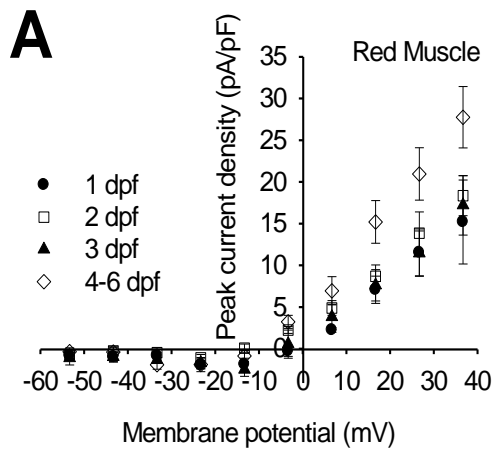 A
Red Muscle
Peak current density (pA/pF)
35
30
25
20
15
10
5
0
1 dpf
2 dpf
3 dpf
4-6 dpf
-60 -50 -40 -30 -20 -10 0 10 20 30 40
Membrane potential (mV)